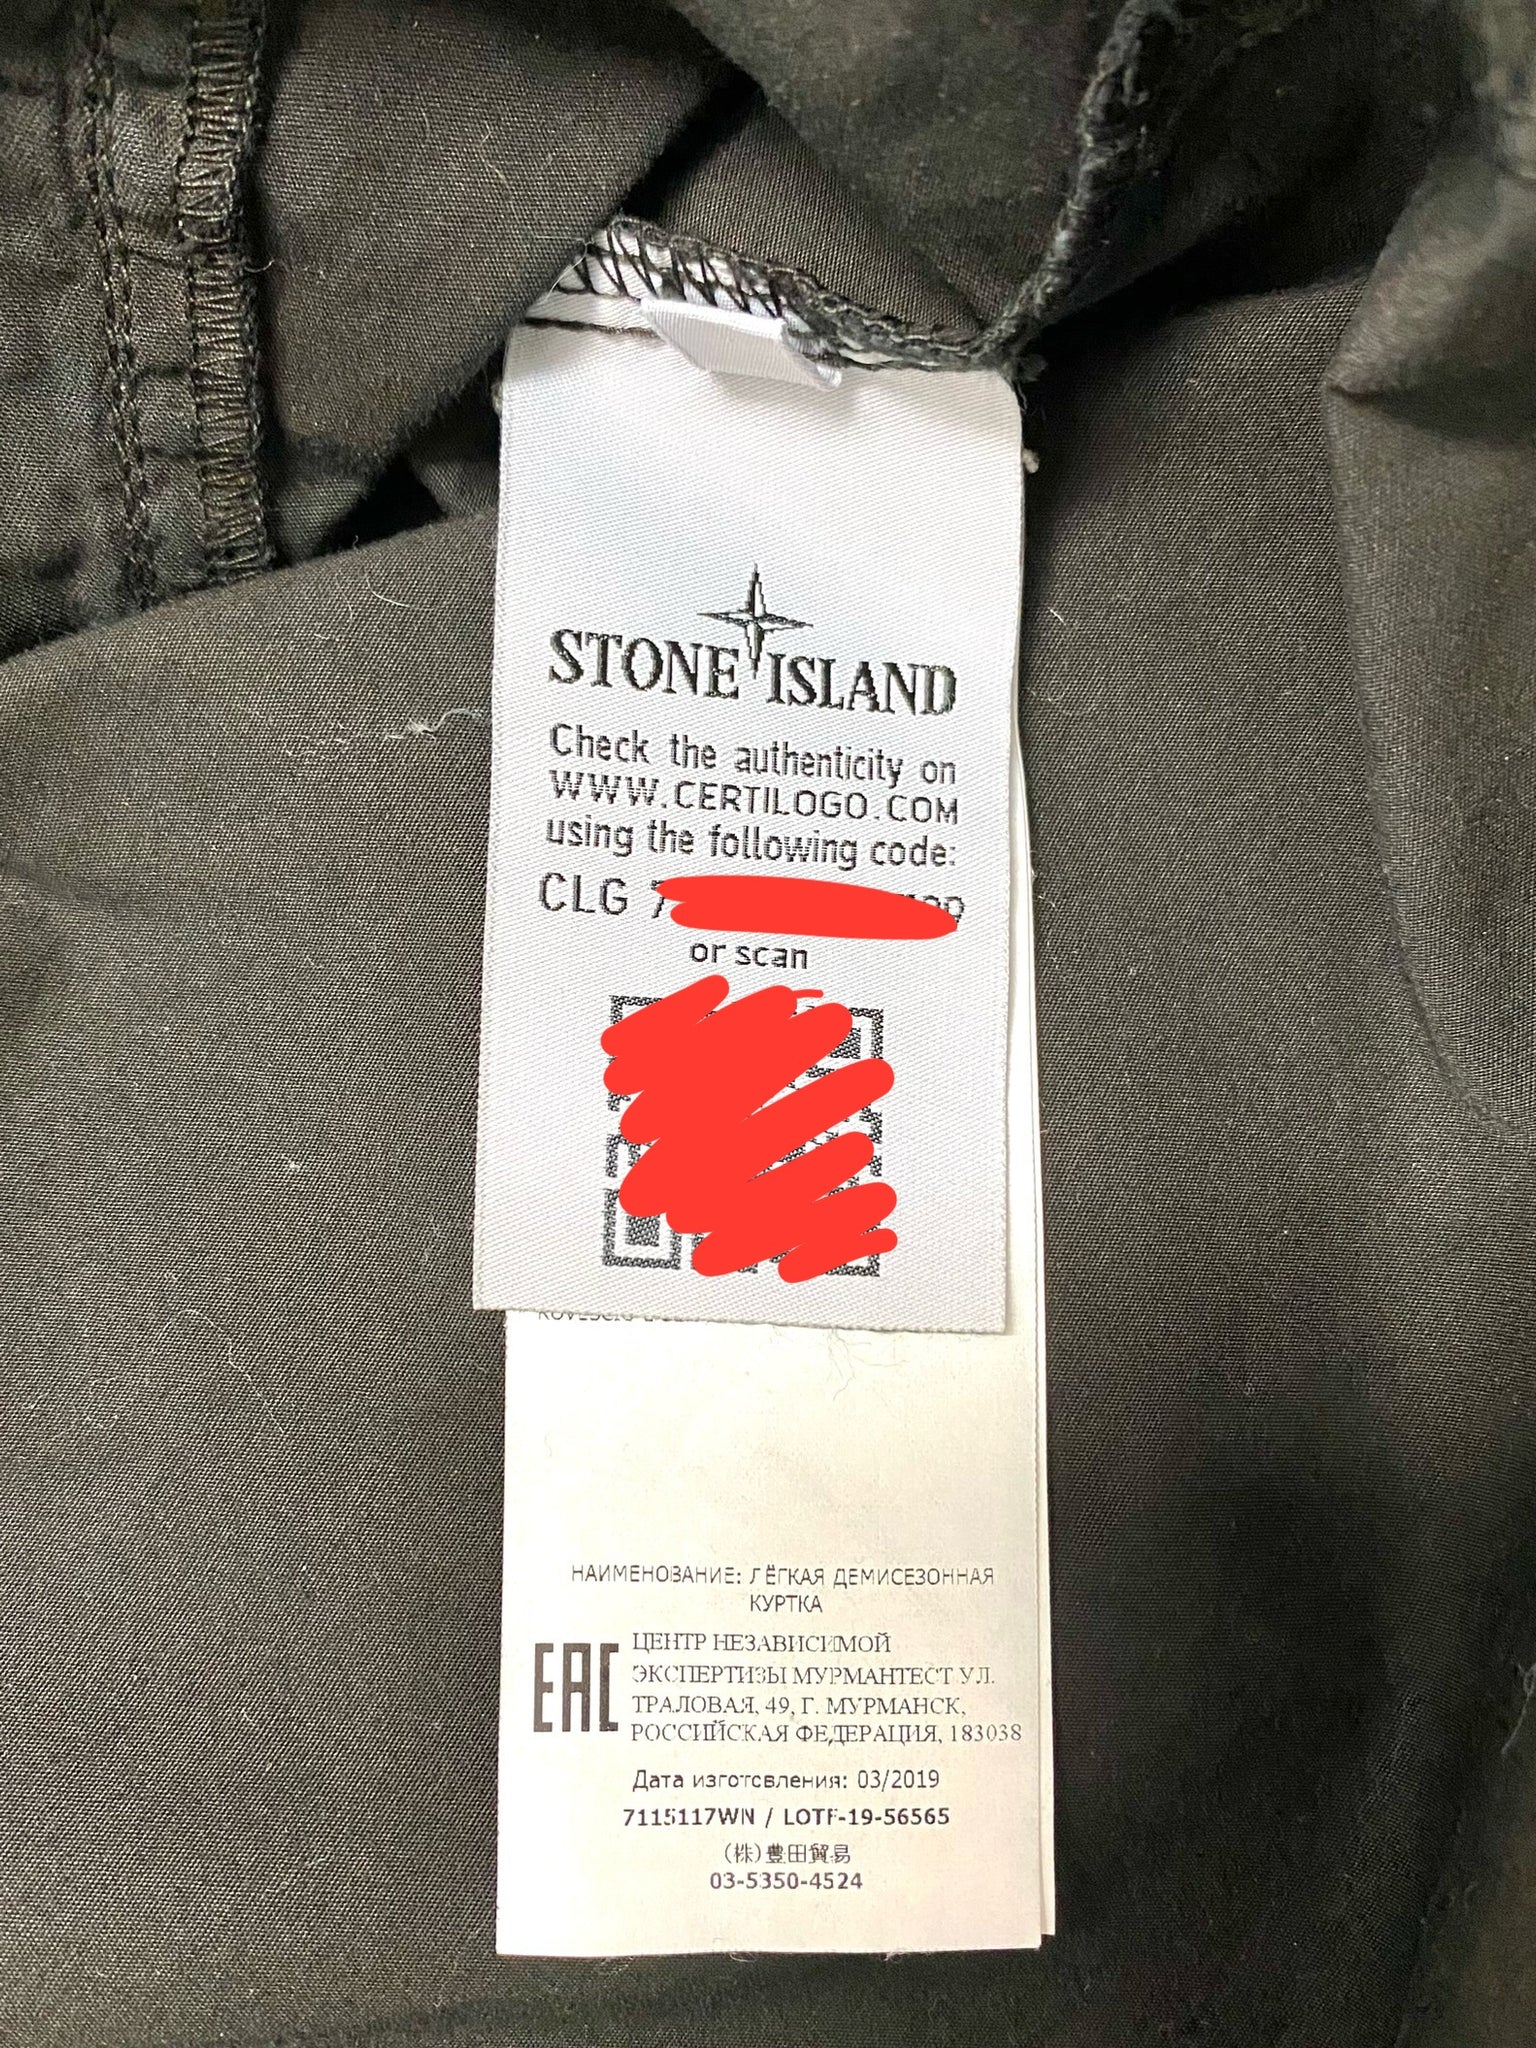 STONE ISLAND
Check the authenticity on
WWW.CERTILOGO.COM
using the following code:
CLG 7
or scan
НАИМЕНОВАНИЕ: ЛЁГКАЯ ДЕМИСЕЗОННАЯ
КУРТКА
EAC
ЦЕНТР НЕЗАВИСИМОЙ
ЭКСПЕРТИЗЫ МУРМАНТЕСТ УЛ.
ТРАЛОВАЯ, 49, Г. МУРМАНСК,
РОССИЙСКАЯ ФЕДЕРАЦИЯ, 183038
Дата изготовления: 03/2019
7115117WN / LOTF-19-56565
(株)豊田貿易
03-5350-4524